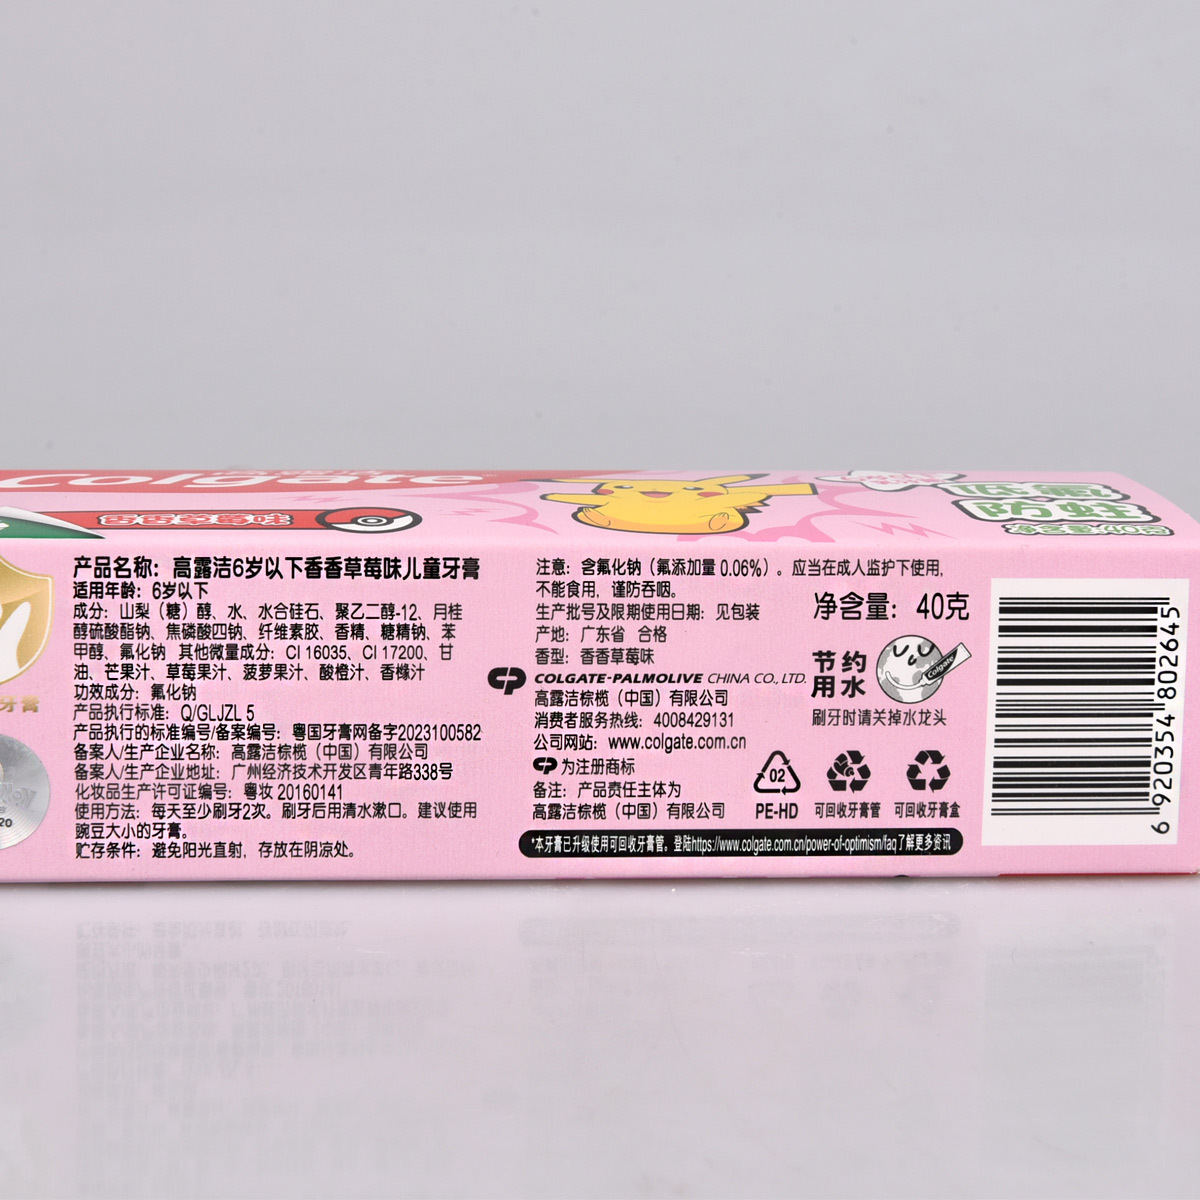 Colgate
香香草莓味
低氟
防蛀
净含量:40克
产品名称：高露洁6岁以下香香草莓味儿童牙膏
适用年龄：6岁以下
成分：山梨（糖）醇、水、水合硅石、聚乙二醇-12、月桂
醇硫酸酯钠、焦磷酸四钠、纤维素胶、香精、糖精钠、苯
甲醇、氟化钠 其他微量成分：CI 16035、CI 17200、甘
油、芒果汁、草莓果汁、菠萝果汁、酸橙汁、香橼汁
功效成分：氟化钠
产品执行标准：Q/GLJZL 5
产品执行的标准编号/备案编号：粤国牙膏网备字2023100582
备案人/生产企业名称：高露洁棕榄（中国）有限公司
备案人/生产企业地址：广州经济技术开发区青年路338号
化妆品生产许可证编号：粤妆 20160141
使用方法：每天至少刷牙2次。刷牙后用清水漱口。建议使用
豌豆大小的牙膏。
贮存条件：避免阳光直射，存放在阴凉处。
注意：含氟化钠（氟添加量 0.06%）。应当在成人监护下使用，
不能食用，谨防吞咽。
生产批号及限期使用日期：见包装
产地：广东省 合格
香型：香香草莓味
CP COLGATE-PALMOLIVE CHINA CO., LTD.
高露洁棕榄（中国）有限公司
消费者服务热线：4008429131
公司网站：www.colgate.com.cn
CP 为注册商标
备注：产品责任主体为
高露洁棕榄（中国）有限公司
*本牙膏已升级使用可回收牙膏管。登陆https://www.colgate.com.cn/power-of-optimism/faq了解更多资讯
净含量：40克
节约
用水
Colgate
刷牙时请关掉水龙头
02
PE-HD
可回收牙膏管
可回收牙膏盒
6 920354 802645
牙膏